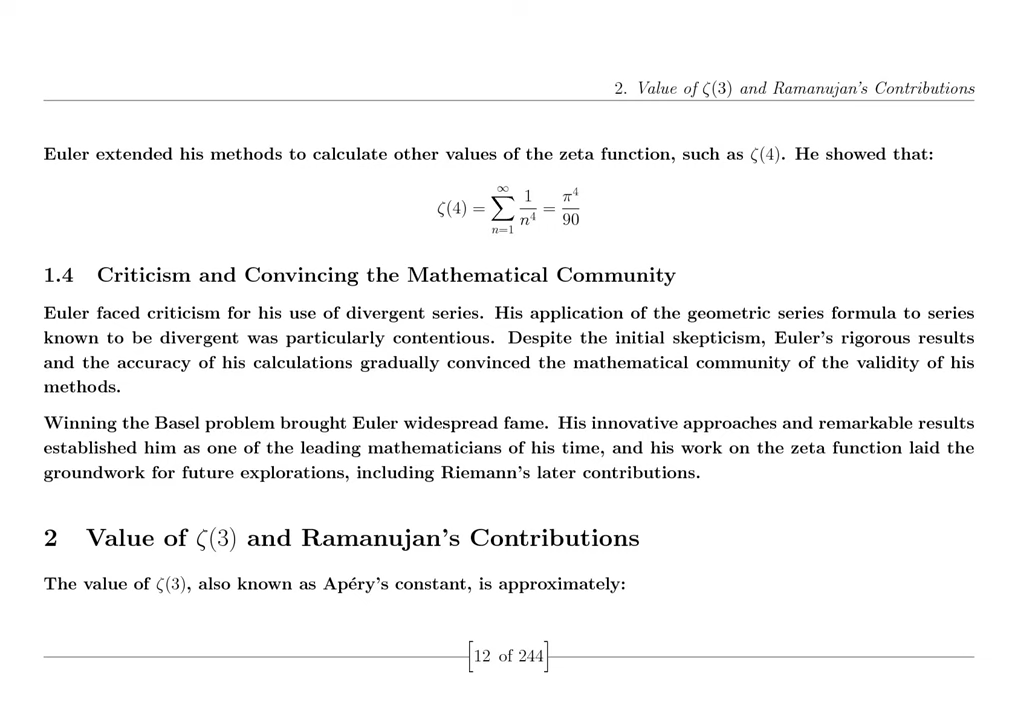 2. Value of ζ(3) and Ramanujan's Contributions
Euler extended his methods to calculate other values of the zeta function, such as ζ(4). He showed that:
ζ(4) = ∑_{n=1}^{∞} 1/n⁴ = π⁴/90
1.4 Criticism and Convincing the Mathematical Community
Euler faced criticism for his use of divergent series. His application of the geometric series formula to series
known to be divergent was particularly contentious. Despite the initial skepticism, Euler's rigorous results
and the accuracy of his calculations gradually convinced the mathematical community of the validity of his
methods.
Winning the Basel problem brought Euler widespread fame. His innovative approaches and remarkable results
established him as one of the leading mathematicians of his time, and his work on the zeta function laid the
groundwork for future explorations, including Riemann's later contributions.
2 Value of ζ(3) and Ramanujan's Contributions
The value of ζ(3), also known as Apéry's constant, is approximately:
[12 of 244]